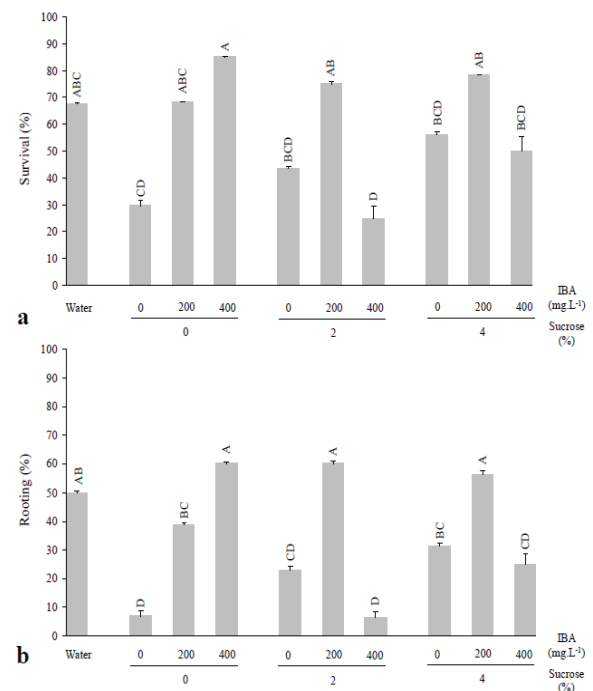 100
90
80
70
60
50
40
30
20
10
0
Survival (%)
ABC
CD
ABC
A
BCD
AB
D
BCD
AB
BCD
Water
0 200 400 0 200 400 0 200 400
IBA
(mg.L-1)
0 2 4
Sucrose
(%)
a
100
90
80
70
60
50
40
30
20
10
0
Rooting (%)
AB
D
BC
A
CD
A
D
BC
A
CD
Water
0 200 400 0 200 400 0 200 400
IBA
(mg.L-1)
0 2 4
Sucrose
(%)
b